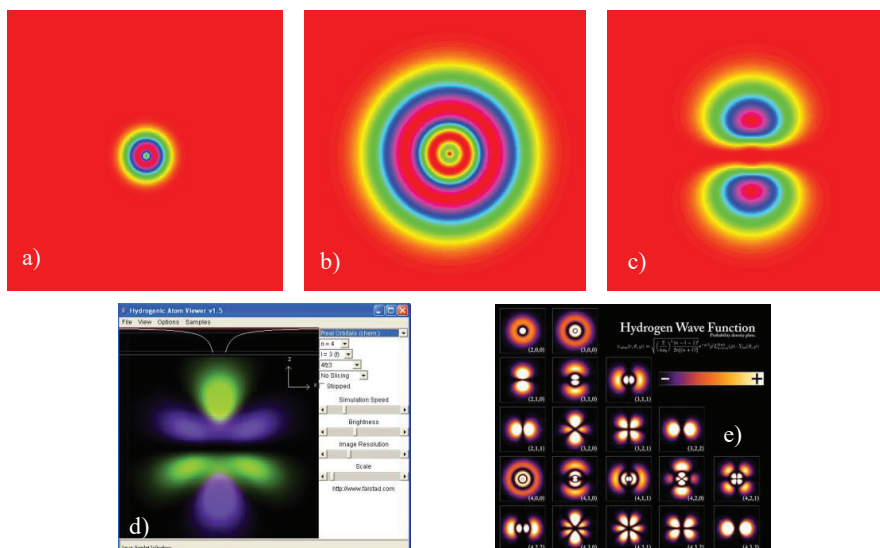 a)
b)
c)
Hydrogenic Atom Viewer v1.5
File View Options Samples
Real Orbitals (chem.)
n = 4
l = 3 (f)
4fz3
No Slicing
Stopped
Simulation Speed
Brightness
Image Resolution
Scale
http://www.falstad.com
z
x
d)
Hydrogen Wave Function
Probability density plots.
(2,0,0)
(3,0,0)
(2,1,0)
(3,1,0)
(3,1,1)
− +
e)
(2,1,1)
(3,2,0)
(3,2,1)
(3,2,2)
(4,0,0)
(4,1,0)
(4,1,1)
(4,2,0)
(4,2,1)